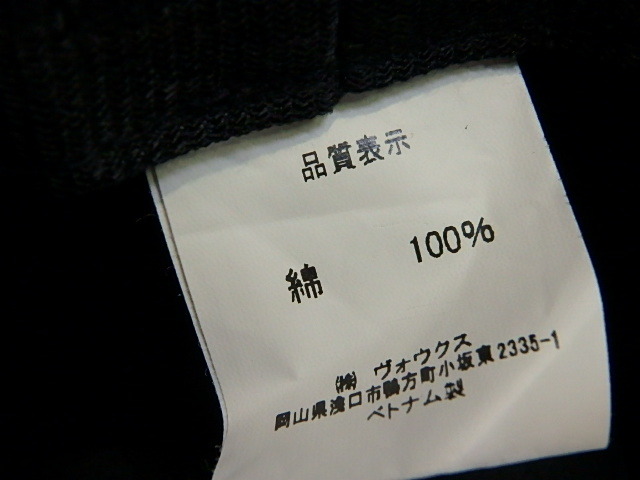 品質表示
綿 100%
㈱ ヴォウクス
岡山県浅口市鴨方町小坂東2335-1
ベトナム製